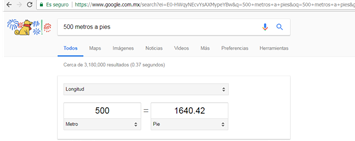 Es seguro | https://www.google.com.mx/search?
500 metros a pies
Todos Maps Imágenes Noticias Videos Más Preferencias Herramientas
Cerca de 3,160,000 resultados (0.37 segundos)
Longitud
500 = 1640.42
Metro Pie